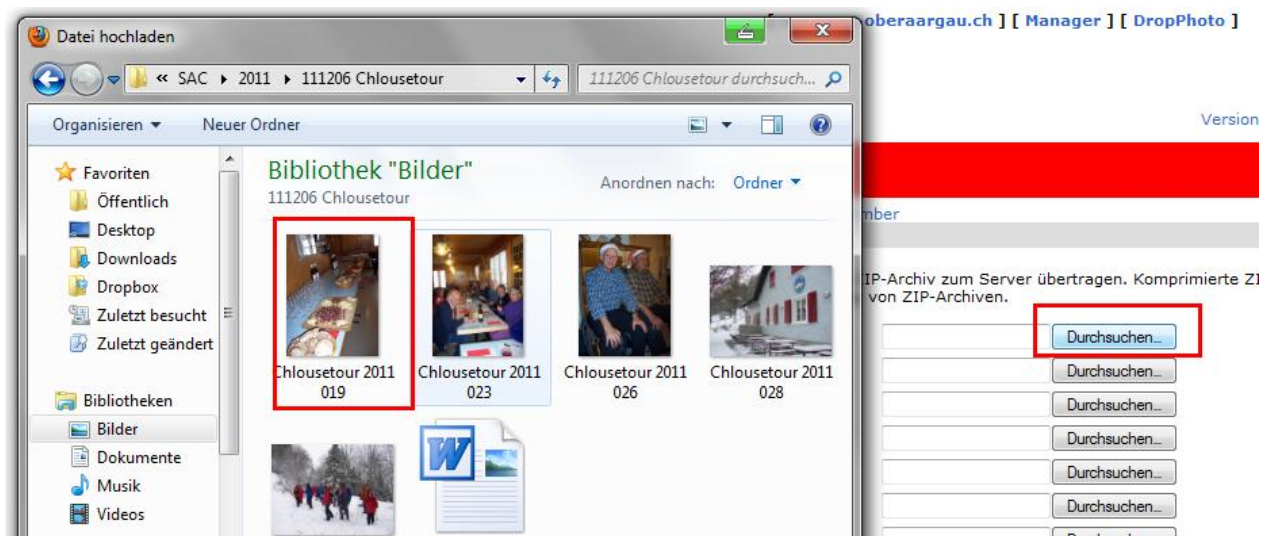 Datei hochladen
« SAC ▸ 2011 ▸ 111206 Chlousetour
111206 Chlousetour durchsuch...
Organisieren
Neuer Ordner
Favoriten
Öffentlich
Desktop
Downloads
Dropbox
Zuletzt besucht
Zuletzt geändert
Bibliotheken
Bilder
Dokumente
Musik
Videos
Bibliothek "Bilder"
111206 Chlousetour
Anordnen nach: Ordner
Chlousetour 2011
019
Chlousetour 2011
023
Chlousetour 2011
026
Chlousetour 2011
028
oberaargau.ch ] [ Manager ] [ DropPhoto ]
Version
mber
ZIP-Archiv zum Server übertragen. Komprimierte ZI
von ZIP-Archiven.
Durchsuchen...
Durchsuchen...
Durchsuchen...
Durchsuchen...
Durchsuchen...
Durchsuchen...